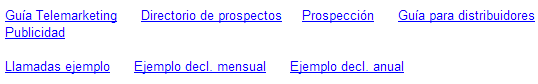 Guía Telemarketing Directorio de prospectos Prospección Guía para distribuidores
Publicidad
Llamadas ejemplo Ejemplo decl. mensual Ejemplo decl. anual